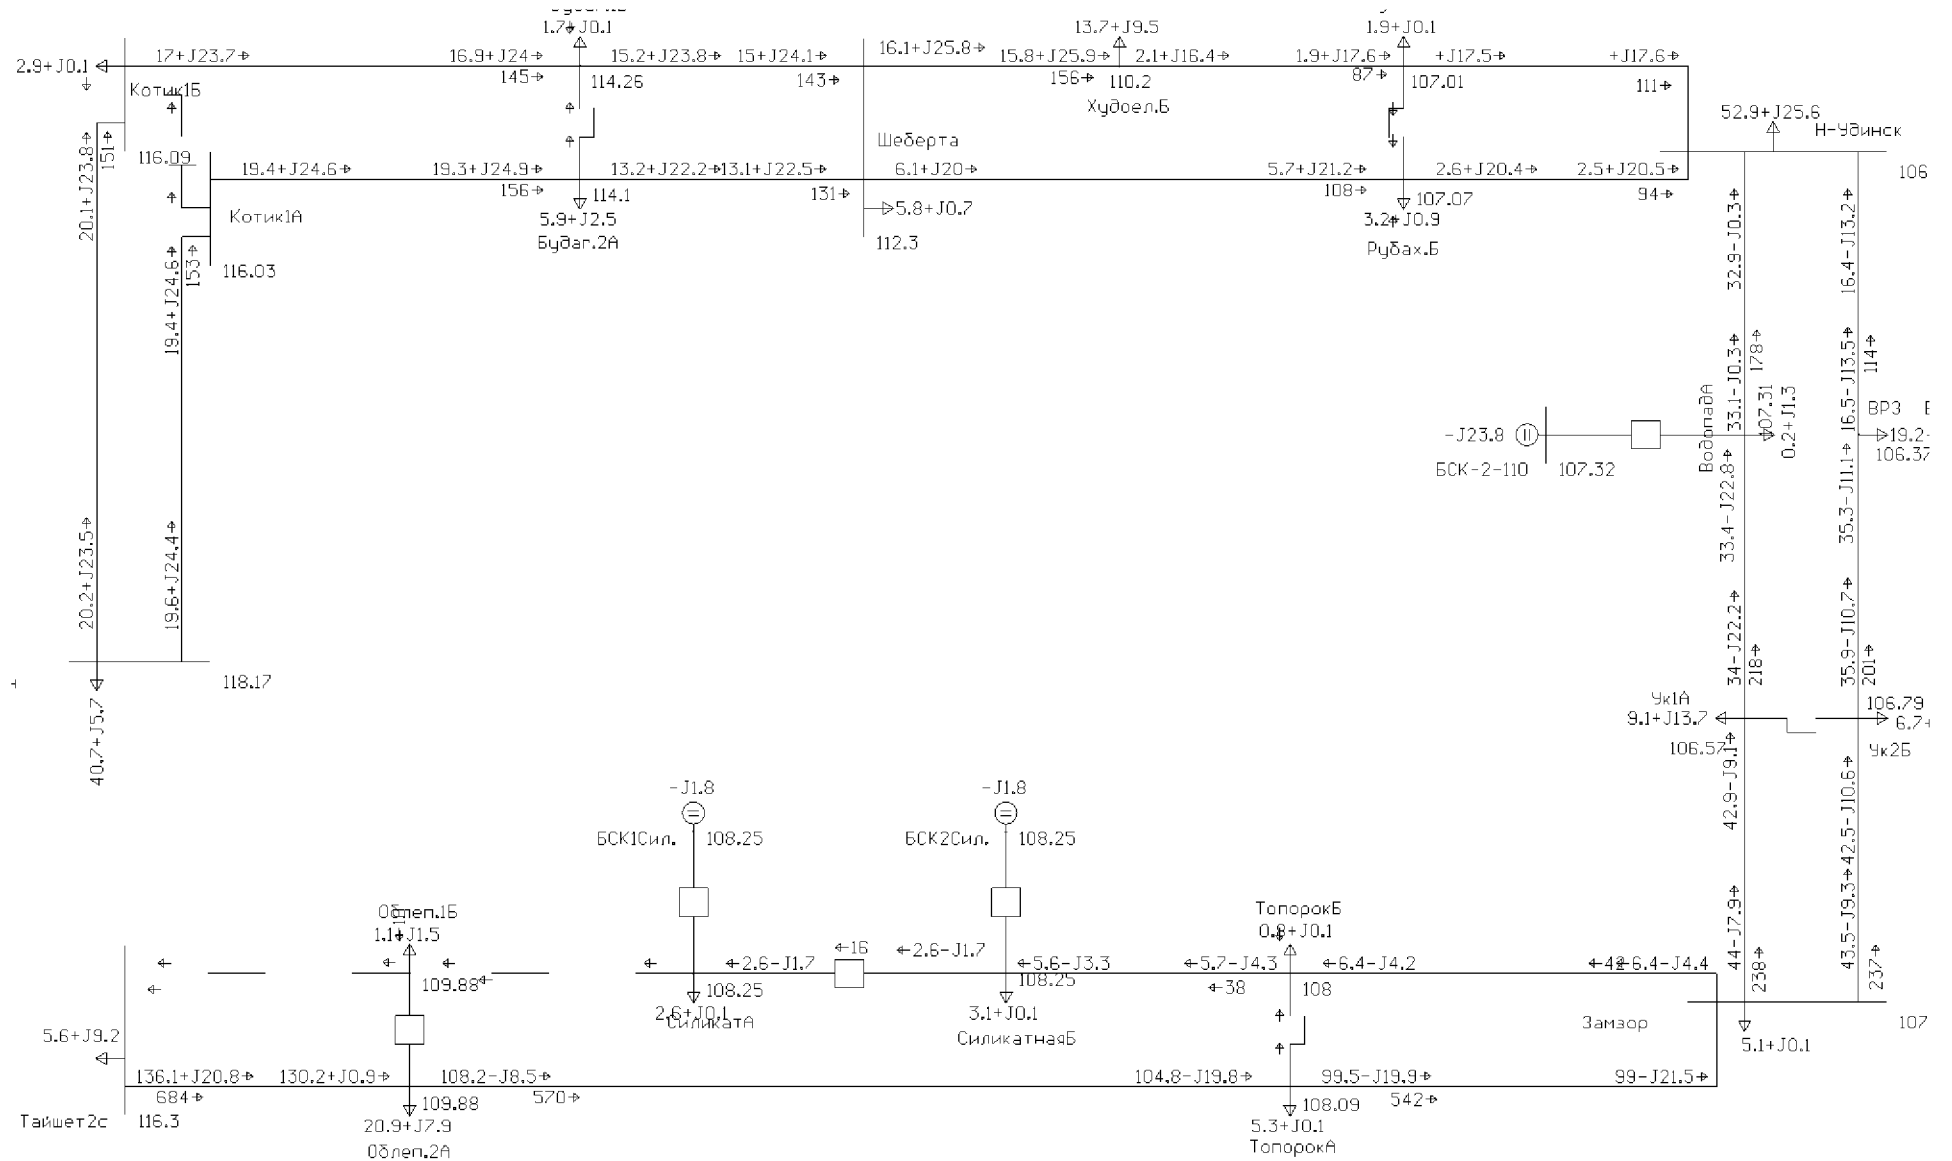 1.7+J0.1
13.7+J9.5
1.9+J0.1
2.9+J0.1
17+J23.7
16.9+J24
15.2+J23.8
15+J24.1
16.1+J25.8
15.8+J25.9
2.1+J16.4
1.9+J17.6
+J17.5
+J17.6
145
114.26
143
156
110.2
87
107.01
111
Котик1Б
Худоел.Б
52.9+J25.6
Н-Удинск
151
20.1+J23.8
116.09
Шеберта
19.4+J24.6
19.3+J24.9
13.2+J22.2
13.1+J22.5
6.1+J20
5.7+J21.2
2.6+J20.4
2.5+J20.5
106
156
114.1
131
108
107.07
94
Котик1А
5.9+J2.5
5.8+J0.7
3.2+J0.9
Будаг.2А
112.3
Рубах.Б
116.03
153
19.4+J24.6
32.9-J0.3
16.4-J13.2
33.1-J0.3
178
16.5-J13.5
114
107.31
0.2+J1.3
ВРЗ
ВодопадА
-J23.8
19.2-
БСК-2-110
107.32
106.37
33.4-J22.8
35.3-J11.1
20.2+J23.5
19.6+J24.4
34-J22.2
218
35.9-J10.7
201
118.17
Ук1А
106.79
9.1+J13.7
6.7+
40.7+J5.7
106.57
Ук2Б
42.9-J9.1
42.5-J10.6
-J1.8
-J1.8
БСК1Сил.
108.25
БСК2Сил.
108.25
44-J7.9
238
43.5-J9.3
237
Облеп.1Б
ТопорокБ
1.1+J1.5
0.8+J0.1
16
2.6-J1.7
2.6-J1.7
5.6-J3.3
5.7-J4.3
6.4-J4.2
42
6.4-J4.4
109.88
108.25
108.25
38
108
2.6+J0.1
СиликатА
3.1+J0.1
СиликатнаяБ
Замзор
107
5.6+J9.2
5.1+J0.1
136.1+J20.8
130.2+J0.9
108.2-J8.5
104.8-J19.8
99.5-J19.9
99-J21.5
684
109.88
570
108.09
542
Тайшет2с
116.3
20.9+J7.9
5.3+J0.1
Облеп.2А
ТопорокА